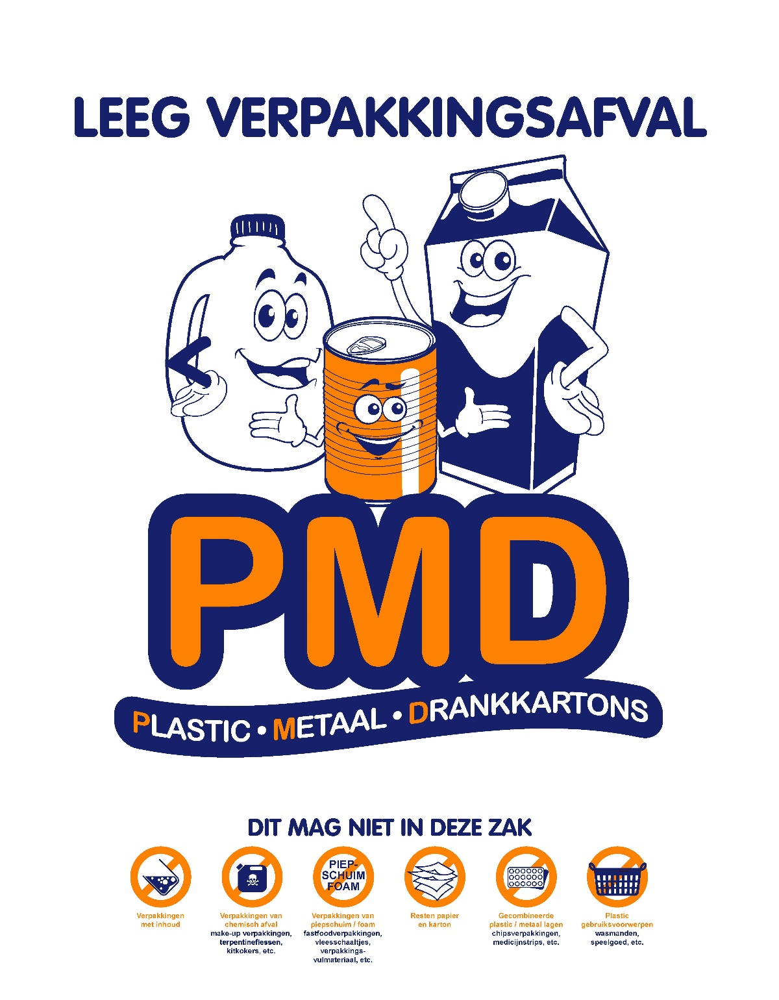 LEEG VERPAKKINGSAFVAL
PMD
PLASTIC • METAAL • DRANKKARTONS
DIT MAG NIET IN DEZE ZAK
PIEP-
SCHUIM
FOAM
Verpakkingen
met inhoud
Verpakkingen van
chemisch afval
make-up verpakkingen,
terpentineflessen,
kitkokers, etc.
Verpakkingen van
piepschuim / foam
fastfoodverpakkingen,
vleesschaaltjes,
verpakkings-
vulmateriaal, etc.
Resten papier
en karton
Gecombineerde
plastic / metaal lagen
chipsverpakkingen,
medicijnstrips, etc.
Plastic
gebruiksvoorwerpen
wasmanden,
speelgoed, etc.